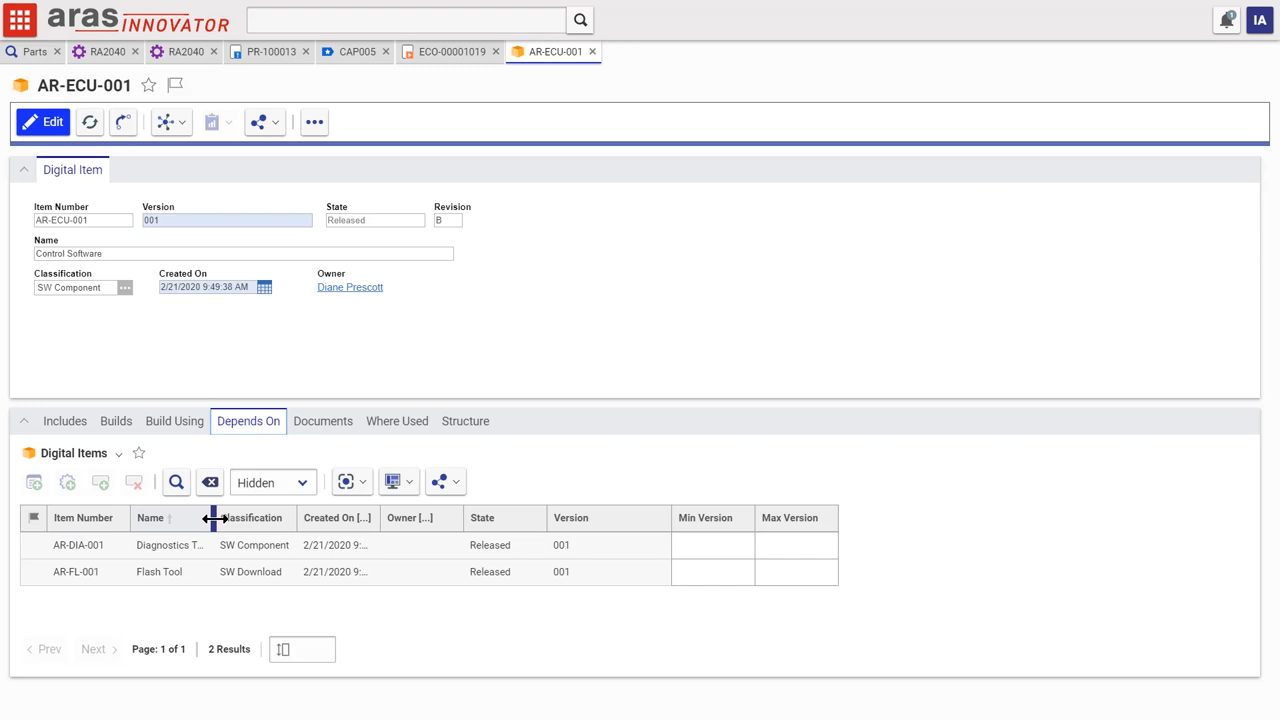 aras INNOVATOR
1
IA
Parts RA2040 RA2040 PR-100013 CAP005 ECO-00001019 AR-ECU-001
AR-ECU-001
Edit
Digital Item
Item Number Version State Revision
AR-ECU-001 001 Released B
Name
Control Software
Classification Created On Owner
SW Component 2/21/2020 9:49:38 AM Diane Prescott
Includes Builds Build Using Depends On Documents Where Used Structure
Digital Items
Hidden
Item Number Name lassification Created On [...] Owner [...] State Version Min Version Max Version
AR-DIA-001 Diagnostics T... SW Component 2/21/2020 9:... Released 001
AR-FL-001 Flash Tool SW Download 2/21/2020 9:... Released 001
Prev Next Page: 1 of 1 2 Results